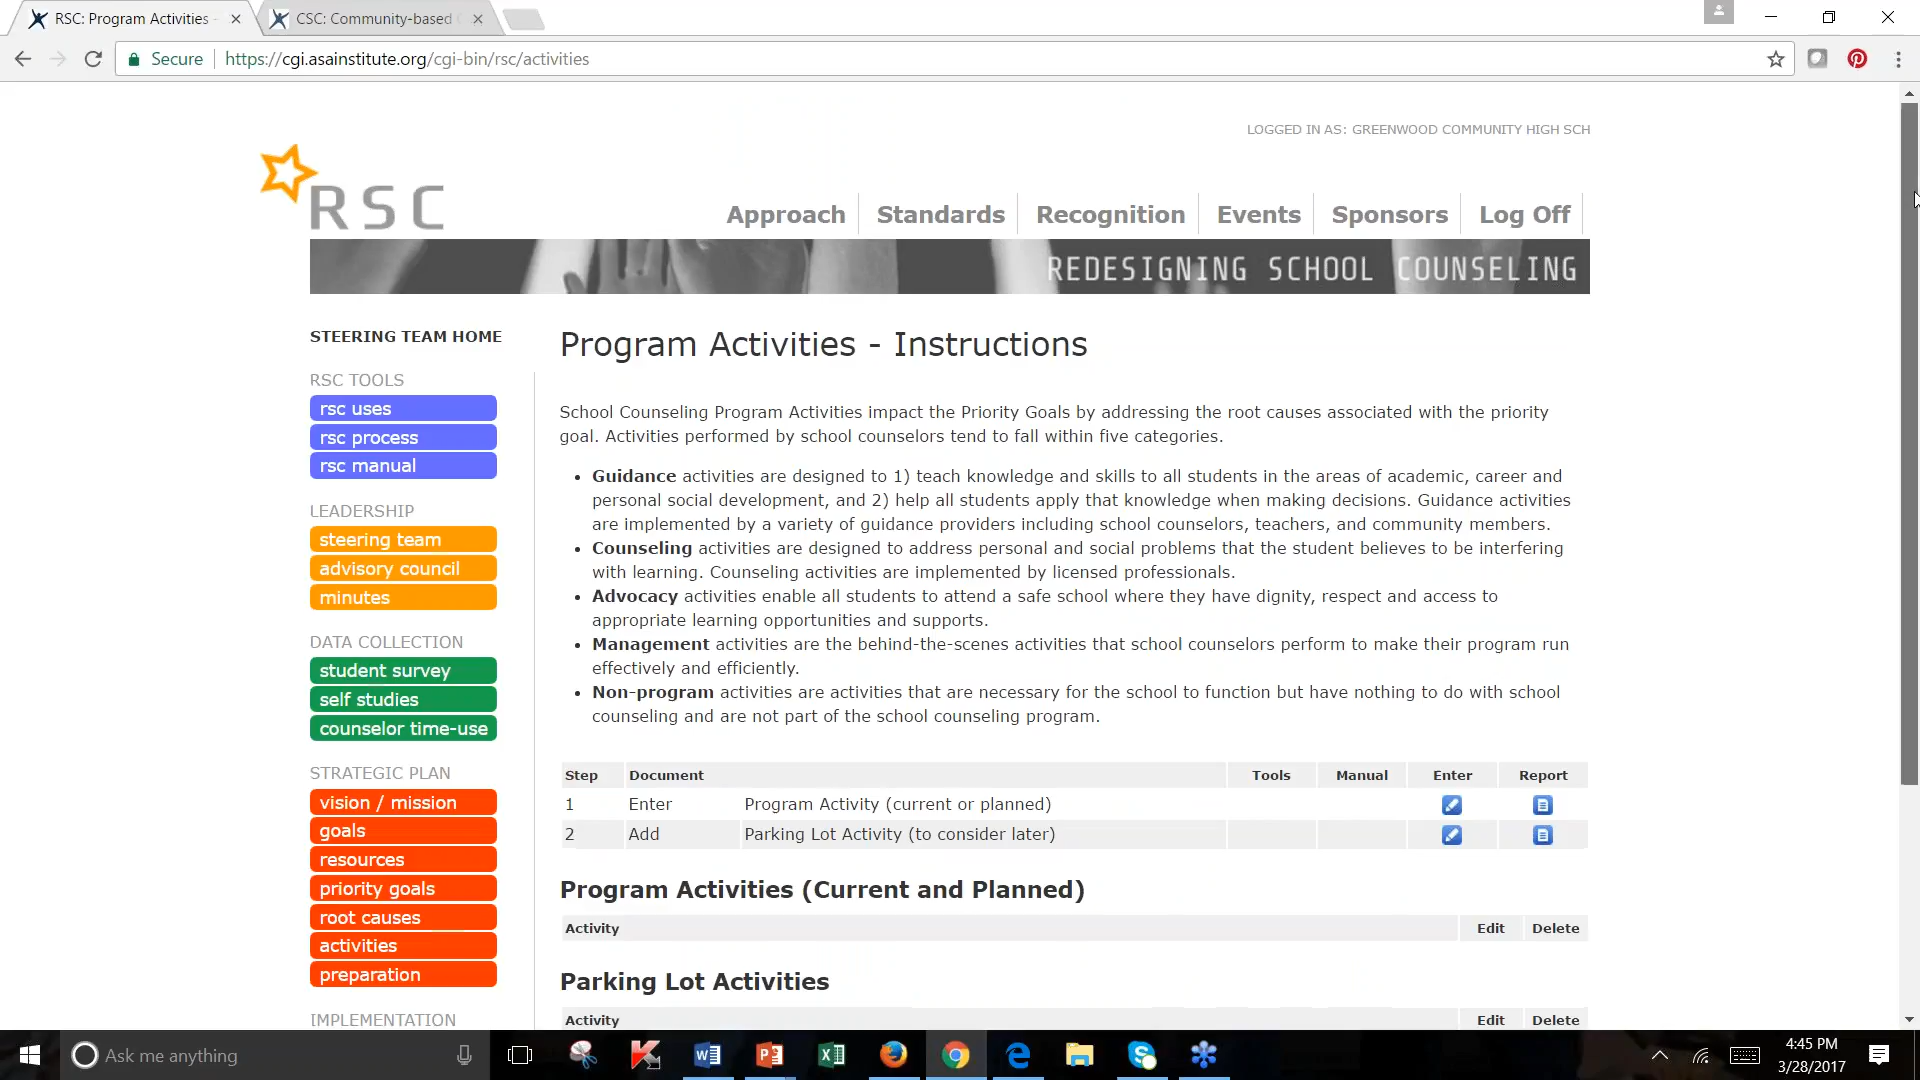 RSC: Program Activities -
CSC: Community-based C
Secure
https://cgi.asainstitute.org/cgi-bin/rsc/activities
LOGGED IN AS: GREENWOOD COMMUNITY HIGH SCH
RSC
Approach Standards Recognition Events Sponsors Log Off
REDESIGNING SCHOOL COUNSELING
STEERING TEAM HOME
RSC TOOLS
rsc uses
rsc process
rsc manual
LEADERSHIP
steering team
advisory council
minutes
DATA COLLECTION
student survey
self studies
counselor time-use
STRATEGIC PLAN
vision / mission
goals
resources
priority goals
root causes
activities
preparation
IMPLEMENTATION
Program Activities - Instructions
School Counseling Program Activities impact the Priority Goals by addressing the root causes associated with the priority
goal. Activities performed by school counselors tend to fall within five categories.
• Guidance activities are designed to 1) teach knowledge and skills to all students in the areas of academic, career and
personal social development, and 2) help all students apply that knowledge when making decisions. Guidance activities
are implemented by a variety of guidance providers including school counselors, teachers, and community members.
• Counseling activities are designed to address personal and social problems that the student believes to be interfering
with learning. Counseling activities are implemented by licensed professionals.
• Advocacy activities enable all students to attend a safe school where they have dignity, respect and access to
appropriate learning opportunities and supports.
• Management activities are the behind-the-scenes activities that school counselors perform to make their program run
effectively and efficiently.
• Non-program activities are activities that are necessary for the school to function but have nothing to do with school
counseling and are not part of the school counseling program.
Step Document Tools Manual Enter Report
1 Enter Program Activity (current or planned)
2 Add Parking Lot Activity (to consider later)
Program Activities (Current and Planned)
Activity Edit Delete
Parking Lot Activities
Activity Edit Delete
Ask me anything
4:45 PM
3/28/2017